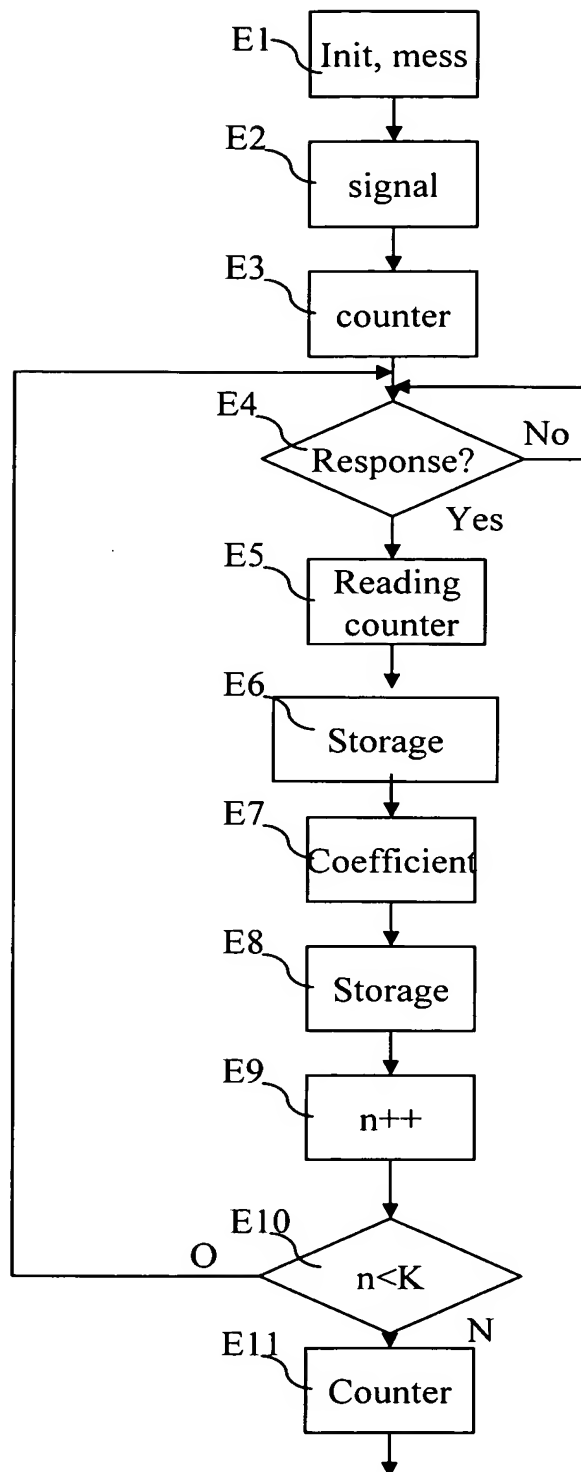 E1
Init, mess
E2
signal
E3
counter
E4
Response?
No
Yes
E5
Reading
counter
E6
Storage
E7
Coefficient
E8
Storage
E9
n++
E10
O
n<K
N
E11
Counter